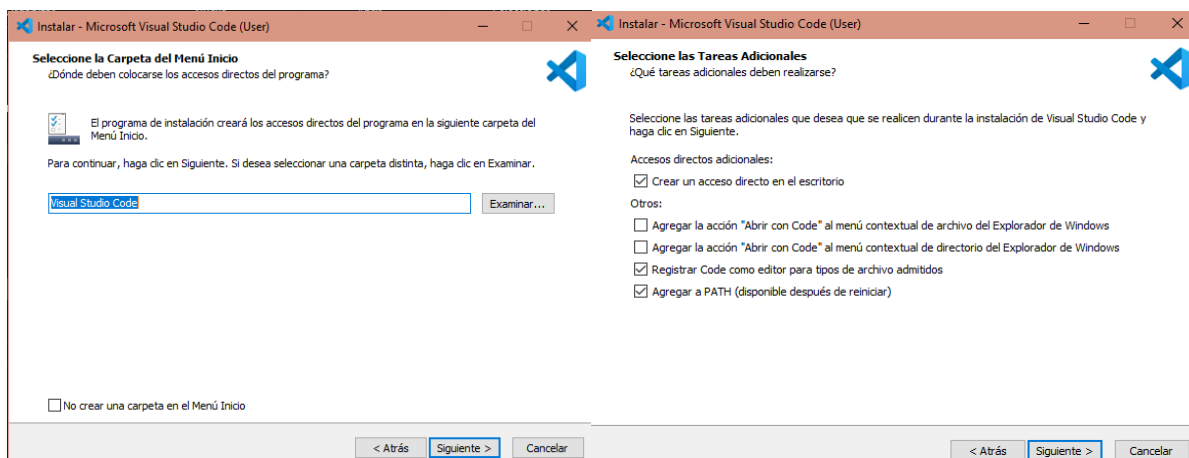 Instalar - Microsoft Visual Studio Code (User)
Seleccione la Carpeta del Menú Inicio
¿Dónde deben colocarse los accesos directos del programa?
El programa de instalación creará los accesos directos del programa en la siguiente carpeta del
Menú Inicio.
Para continuar, haga clic en Siguiente. Si desea seleccionar una carpeta distinta, haga clic en Examinar.
Visual Studio Code
Examinar...
No crear una carpeta en el Menú Inicio
< Atrás
Siguiente >
Cancelar
Instalar - Microsoft Visual Studio Code (User)
Seleccione las Tareas Adicionales
¿Qué tareas adicionales deben realizarse?
Seleccione las tareas adicionales que desea que se realicen durante la instalación de Visual Studio Code y
haga clic en Siguiente.
Accesos directos adicionales:
Crear un acceso directo en el escritorio
Otros:
Agregar la acción "Abrir con Code" al menú contextual de archivo del Explorador de Windows
Agregar la acción "Abrir con Code" al menú contextual de directorio del Explorador de Windows
Registrar Code como editor para tipos de archivo admitidos
Agregar a PATH (disponible después de reiniciar)
< Atrás
Siguiente >
Cancelar